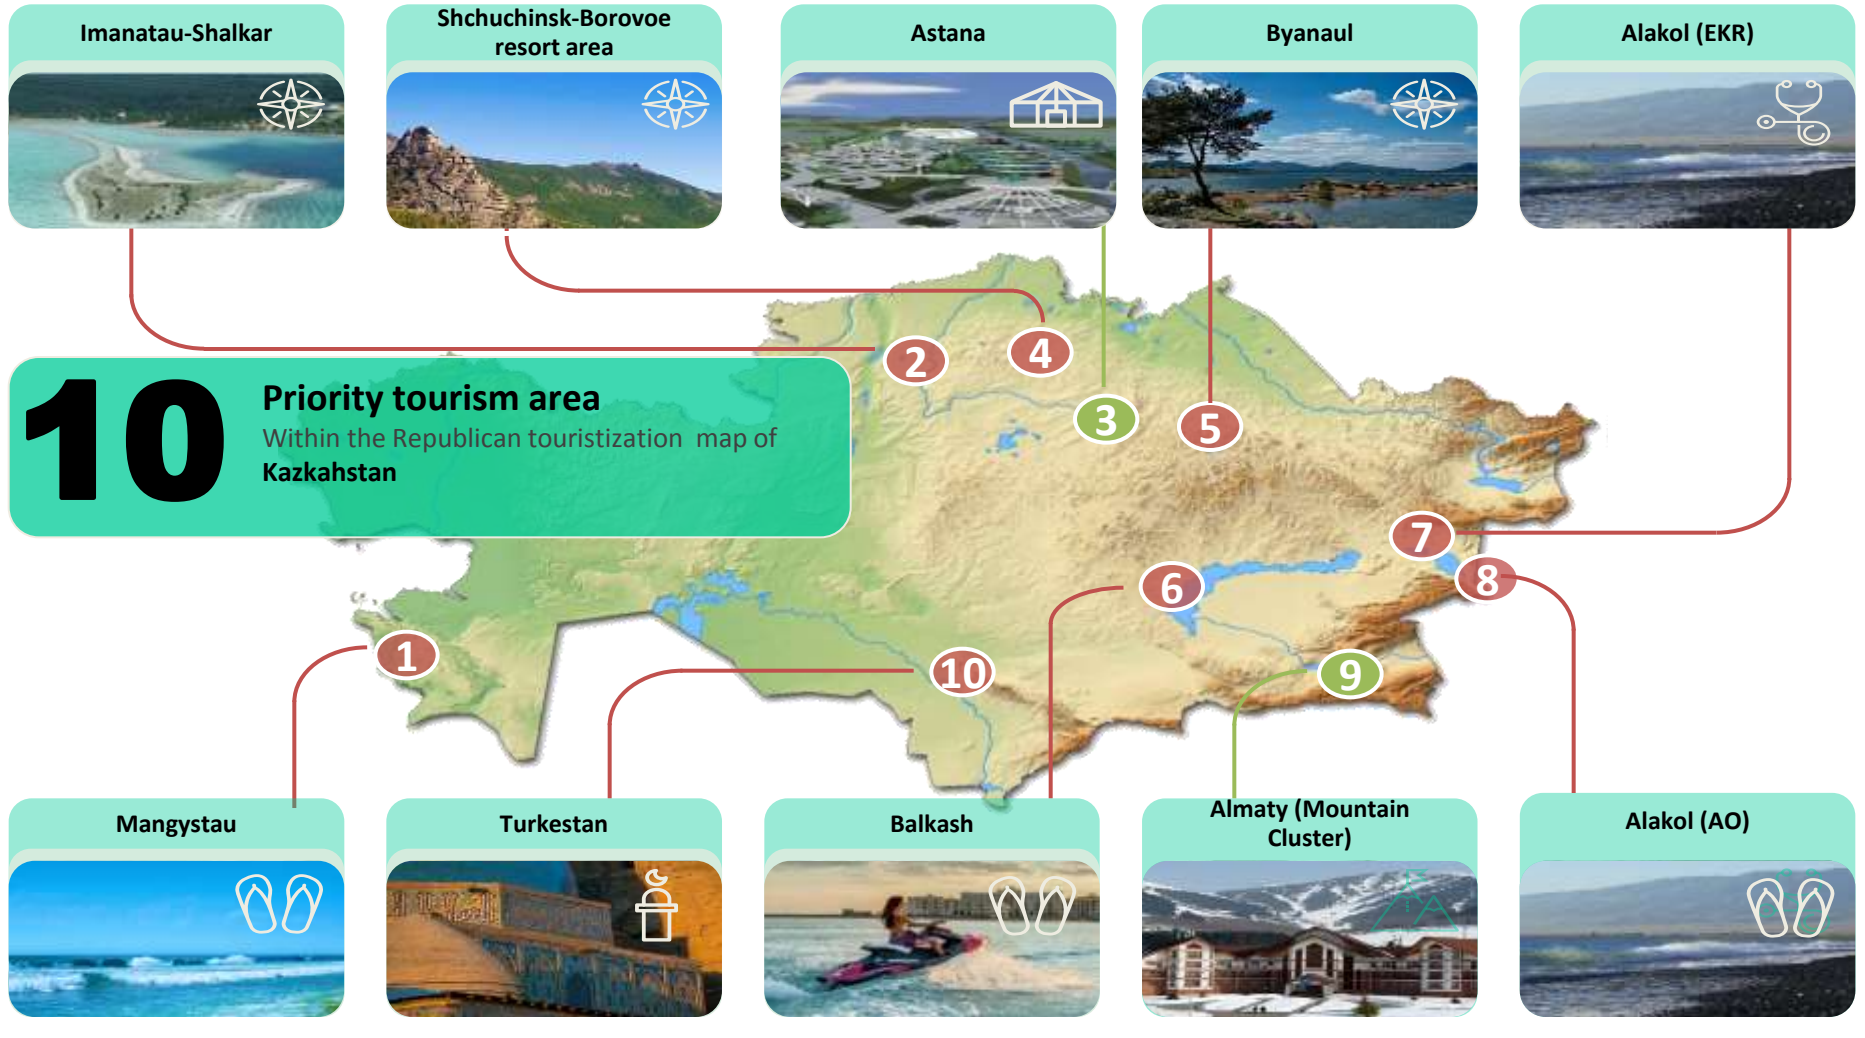 Imanatau-Shalkar
Shchuchinsk-Borovoe
resort area
Astana
Byanaul
Alakol (EKR)
10
Priority tourism area
Within the Republican touristization  map of
Kazkahstan
2
4
3
5
7
8
6
1
10
9
Mangystau
Turkestan
Balkash
Almaty (Mountain
Cluster)
Alakol (AO)